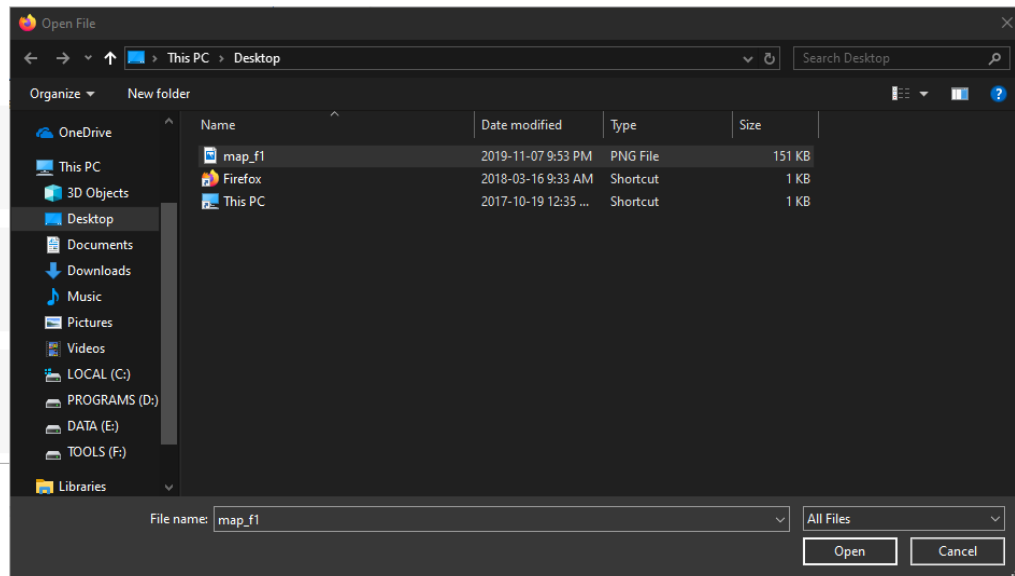 Open File
This PC > Desktop
Search Desktop
Organize
New folder
Name Date modified Type Size
map_f1 2019-11-07 9:53 PM PNG File 151 KB
Firefox 2018-03-16 9:33 AM Shortcut 1 KB
This PC 2017-10-19 12:35 ... Shortcut 1 KB
OneDrive
This PC
3D Objects
Desktop
Documents
Downloads
Music
Pictures
Videos
LOCAL (C:)
PROGRAMS (D:)
DATA (E:)
TOOLS (F:)
Libraries
File name: map_f1
All Files
Open
Cancel